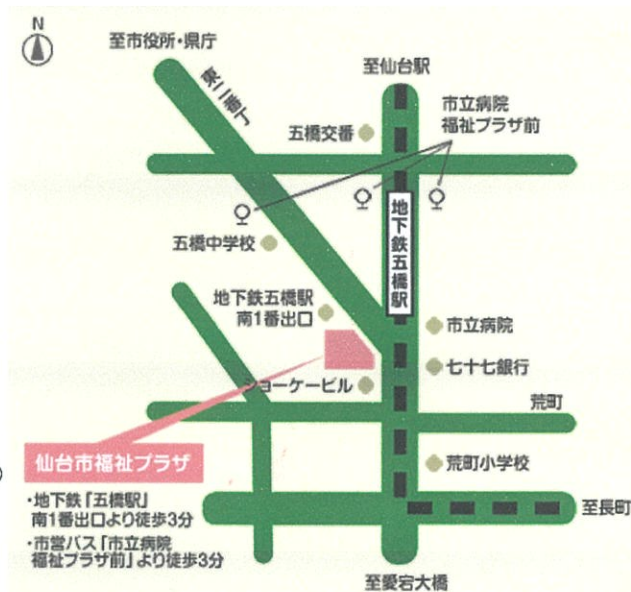 N
至市役所・県庁
東二番丁
至仙台駅
市立病院
福祉プラザ前
五橋交番
地下鉄五橋駅
五橋中学校
地下鉄五橋駅
南1番出口
市立病院
七十七銀行
ショーケービル
荒町
仙台市福祉プラザ
荒町小学校
・地下鉄「五橋駅」
南1番出口より徒歩3分
・市営バス「市立病院
福祉プラザ前」より徒歩3分
至長町
至愛宕大橋